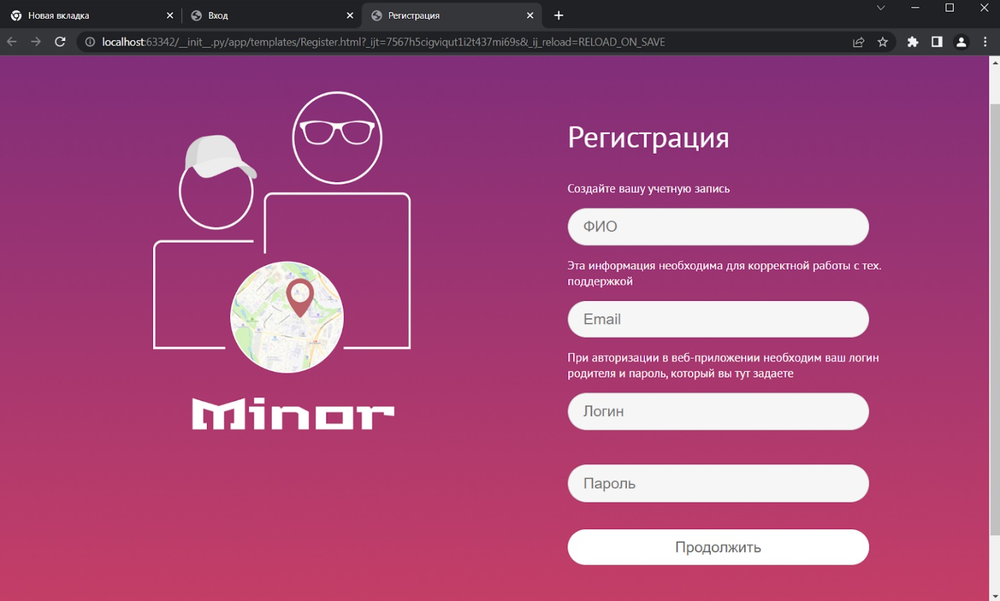 Новая вкладка
Вход
Регистрация
localhost:63342/__init__.py/app/templates/Register.html?_ijt=7567h5cigviqut1i2t437mi69s&_ij_reload=RELOAD_ON_SAVE
Регистрация
Создайте вашу учетную запись
ФИО
Эта информация необходима для корректной работы с тех.
поддержкой
Email
При авторизации в веб-приложении необходим ваш логин
родителя и пароль, который вы тут задаете
Логин
Пароль
Продолжить
Minor